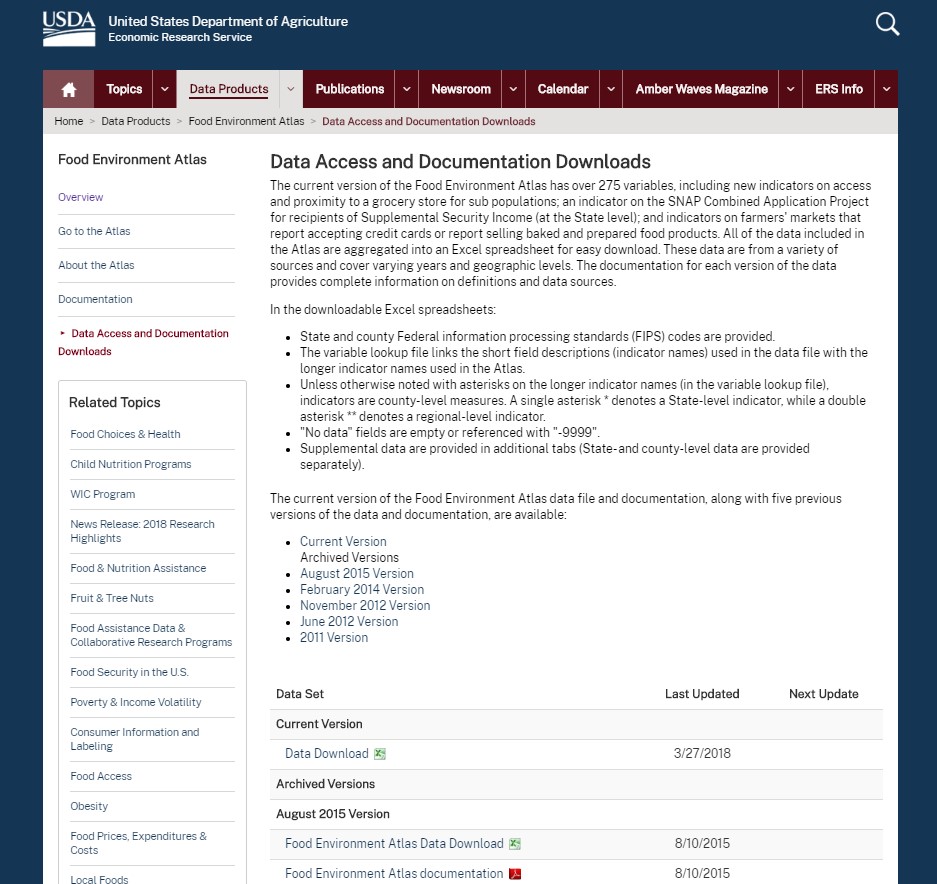 USDA
United States Department of Agriculture
Economic Research Service
Topics
Data Products
Publications
Newsroom
Calendar
Amber Waves Magazine
ERS Info
Home > Data Products > Food Environment Atlas > Data Access and Documentation Downloads
Food Environment Atlas
Overview
Go to the Atlas
About the Atlas
Documentation
Data Access and Documentation
Downloads
Related Topics
Food Choices & Health
Child Nutrition Programs
WIC Program
News Release: 2018 Research
Highlights
Food & Nutrition Assistance
Fruit & Tree Nuts
Food Assistance Data &
Collaborative Research Programs
Food Security in the U.S.
Poverty & Income Volatility
Consumer Information and
Labeling
Food Access
Obesity
Food Prices, Expenditures &
Costs
Local Foods
Data Access and Documentation Downloads
The current version of the Food Environment Atlas has over 275 variables, including new indicators on access
and proximity to a grocery store for sub populations; an indicator on the SNAP Combined Application Project
for recipients of Supplemental Security Income (at the State level); and indicators on farmers' markets that
report accepting credit cards or report selling baked and prepared food products. All of the data included in
the Atlas are aggregated into an Excel spreadsheet for easy download. These data are from a variety of
sources and cover varying years and geographic levels. The documentation for each version of the data
provides complete information on definitions and data sources.
In the downloadable Excel spreadsheets:
• State and county Federal information processing standards (FIPS) codes are provided.
• The variable lookup file links the short field descriptions (indicator names) used in the data file with the
longer indicator names used in the Atlas.
• Unless otherwise noted with asterisks on the longer indicator names (in the variable lookup file),
indicators are county-level measures. A single asterisk * denotes a State-level indicator, while a double
asterisk ** denotes a regional-level indicator.
• "No data" fields are empty or referenced with "-9999".
• Supplemental data are provided in additional tabs (State- and county-level data are provided
separately).
The current version of the Food Environment Atlas data file and documentation, along with five previous
versions of the data and documentation, are available:
• Current Version
Archived Versions
• August 2015 Version
• February 2014 Version
• November 2012 Version
• June 2012 Version
• 2011 Version
Data Set Last Updated Next Update
Current Version
Data Download 3/27/2018
Archived Versions
August 2015 Version
Food Environment Atlas Data Download 8/10/2015
Food Environment Atlas documentation 8/10/2015